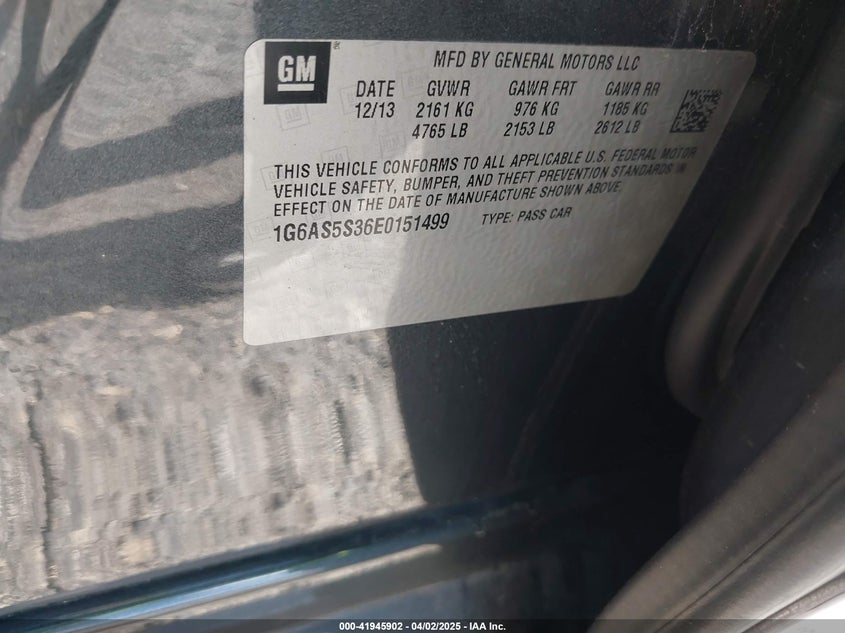 GM
MFD BY GENERAL MOTORS LLC
DATE GVWR GAWR FRT GAWR RR
12/13 2161 KG 976 KG 1185 KG
4765 LB 2153 LB 2612 LB
THIS VEHICLE CONFORMS TO ALL APPLICABLE U.S. FEDERAL MOTOR
VEHICLE SAFETY, BUMPER, AND THEFT PREVENTION STANDARDS IN
EFFECT ON THE DATE OF MANUFACTURE SHOWN ABOVE.
1G6AS5S36E0151499 TYPE: PASS CAR
000-41945902 - 04/02/2025 - IAA Inc.